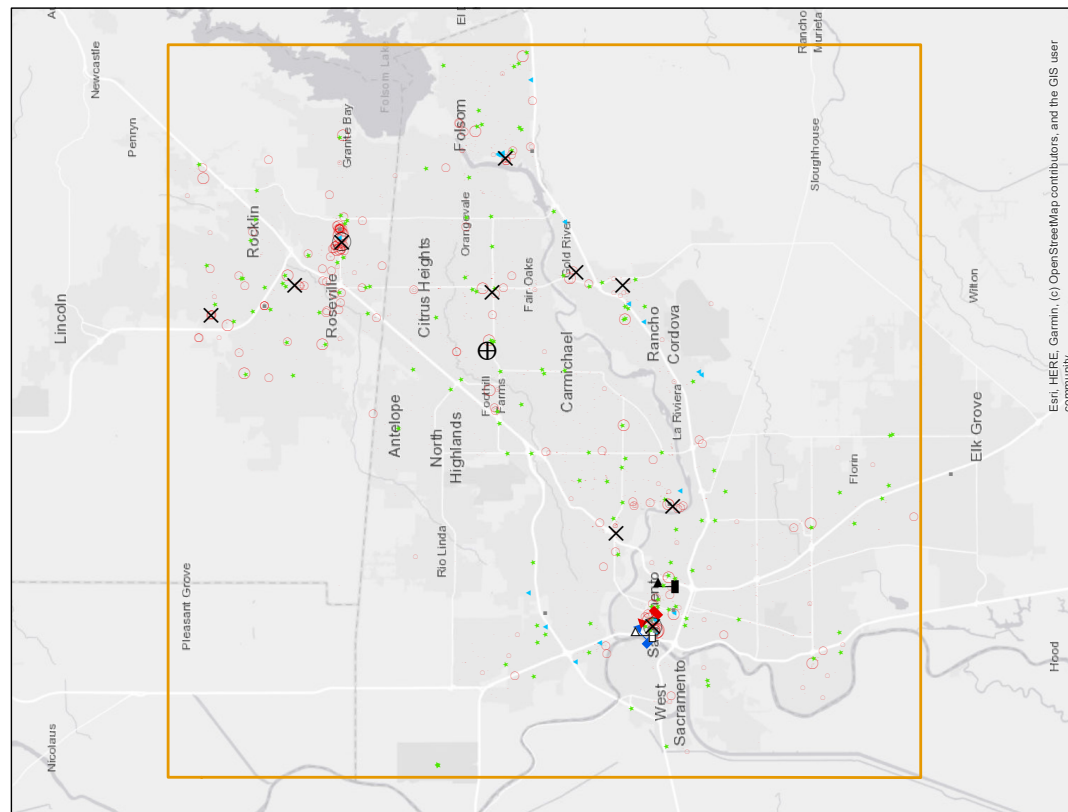 Nicolaus
Lincoln
Newcastle
Penryn
Pleasant Grove
Rocklin
Roseville
Granite Bay
Folsom Lake
Antelope
Citrus Heights
North
Highlands
Rio Linda
Folsom
Orangevale
Foothill
Farms
Fair Oaks
Carmichael
Gold River
Rancho
Cordova
West
Sacramento
La Riviera
Rancho
Murieta
Sloughhouse
Florin
Wilton
Elk Grove
Hood
Esri, HERE, Garmin, (c) OpenStreetMap contributors, and the GIS user
community